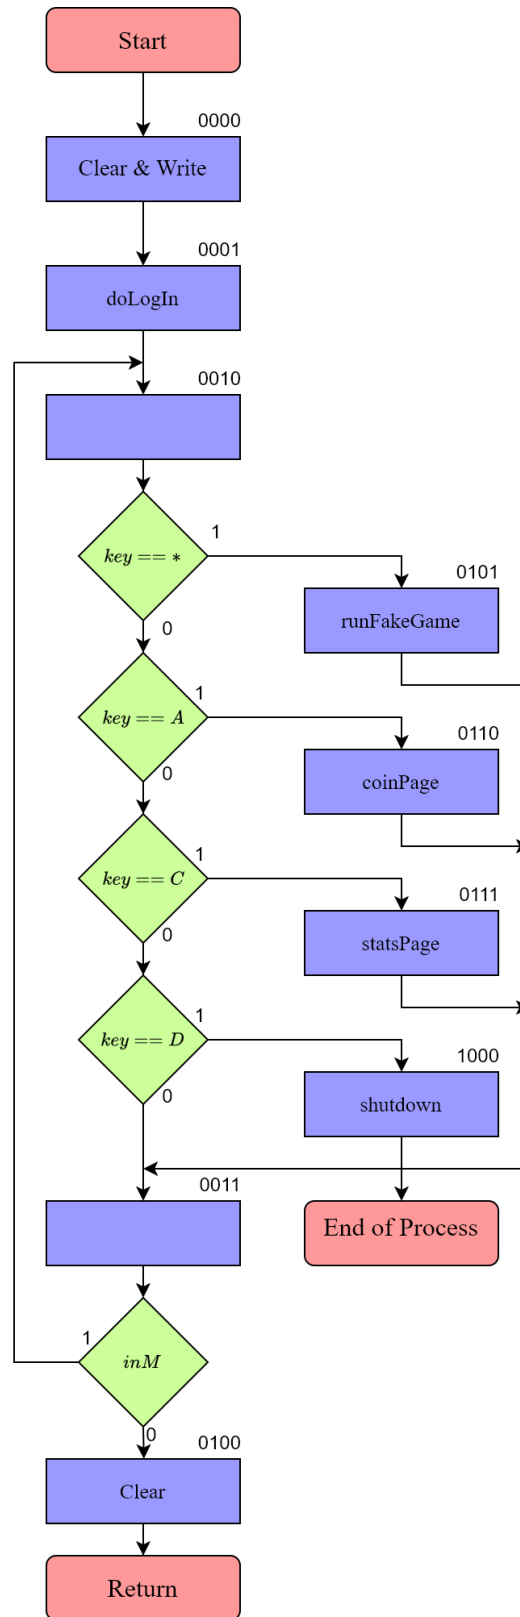 Start
0000
Clear & Write
0001
doLogIn
0010
key == *
1
0
0101
runFakeGame
key == A
1
0
0110
coinPage
key == C
1
0
0111
statsPage
key == D
1
0
1000
shutdown
End of Process
0011
1
inM
0
0100
Clear
Return